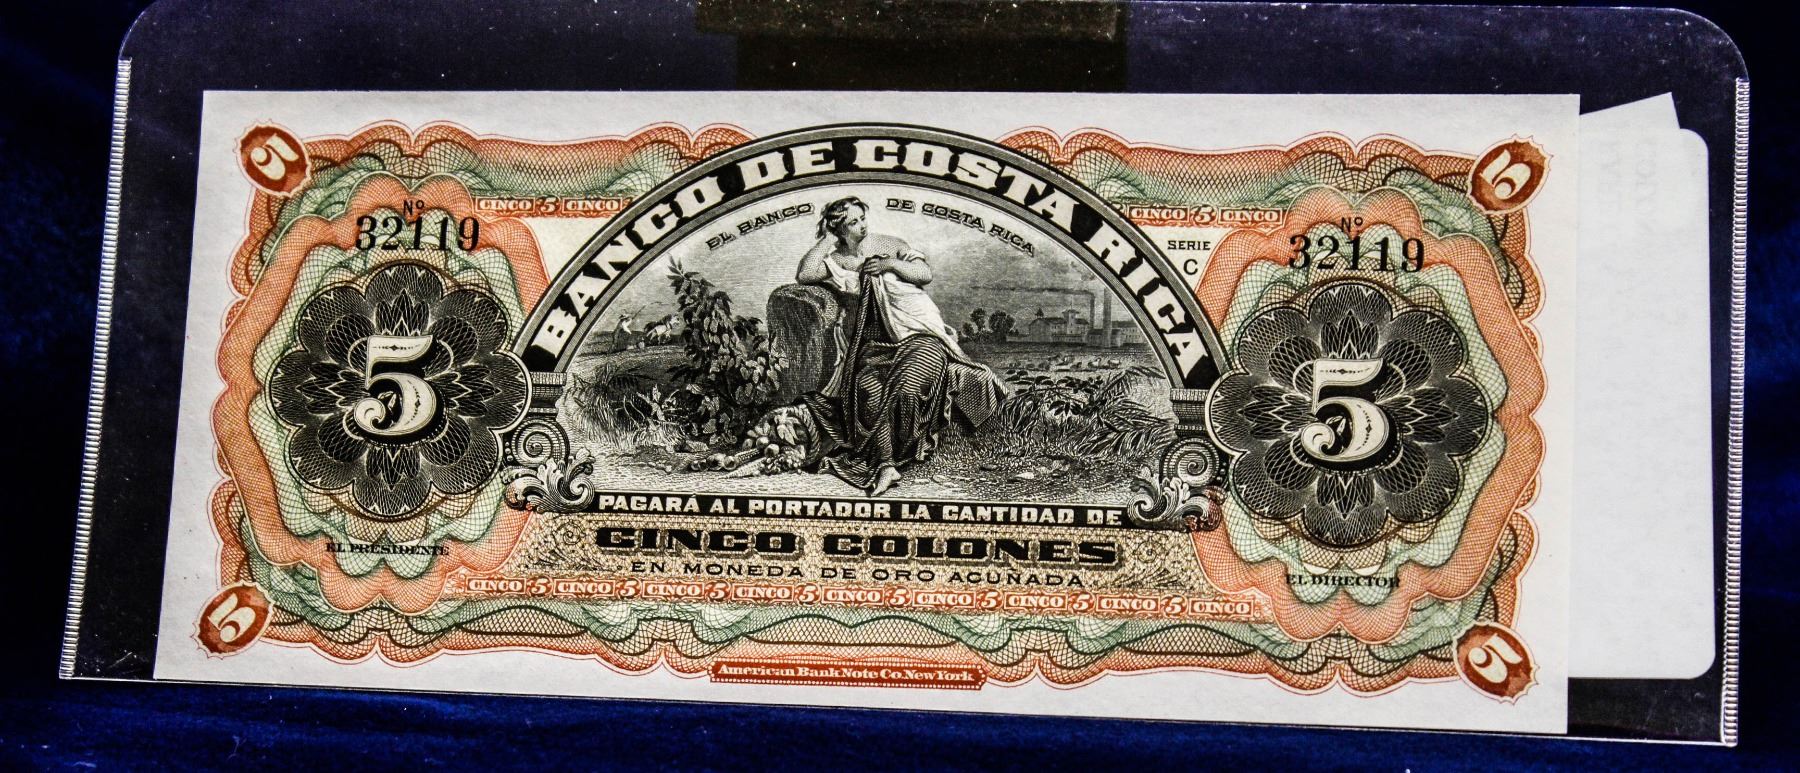 BANCO DE COSTA RICA
EL BANCO DE COSTA RICA
5 5
CINCO 5 CINCO CINCO 5 CINCO
Nº Nº
32119 32119
SERIE
C
5 5
PAGARÁ AL PORTADOR LA CANTIDAD DE
CINCO COLONES
EN MONEDA DE ORO ACUÑADA
EL PRESIDENTE EL DIRECTOR
CINCO 5 CINCO 5 CINCO 5 CINCO 5 CINCO 5 CINCO 5 CINCO 5 CINCO 5 CINCO
5 5
American Bank Note Co. New York